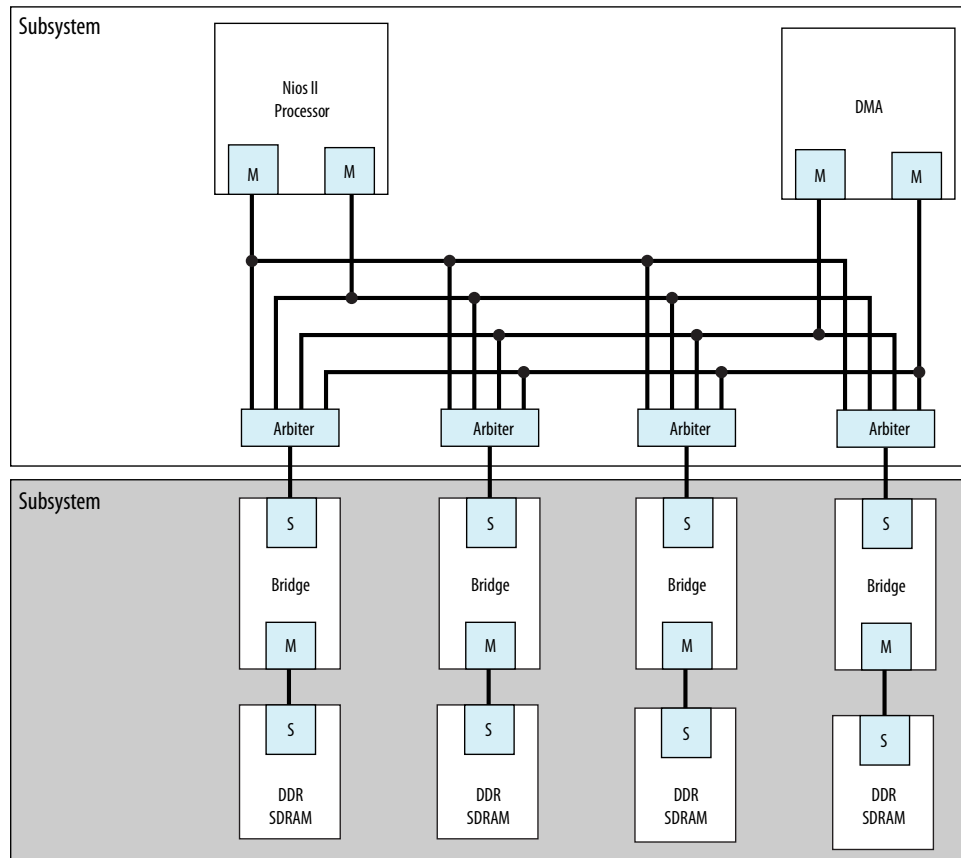 Subsystem
Nios II
Processor
DMA
M
M
M
M
Arbiter
Arbiter
Arbiter
Arbiter
Subsystem
S
S
S
S
Bridge
Bridge
Bridge
Bridge
M
M
M
M
S
S
S
S
DDR
SDRAM
DDR
SDRAM
DDR
SDRAM
DDR
SDRAM